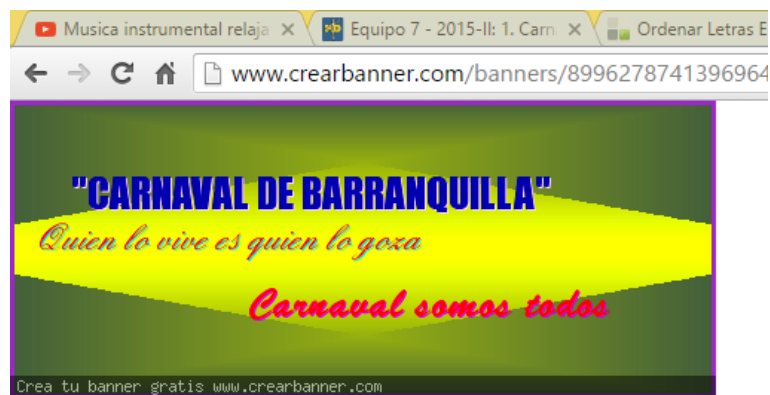 Musica instrumental relaja
Equipo 7 - 2015-II: 1. Carn
Ordenar Letras E
www.crearbanner.com/banners/8996278741396964
"CARNAVAL DE BARRANQUILLA"
Quien lo vive es quien lo goza
Carnaval somos todos
Crea tu banner gratis www.crearbanner.com